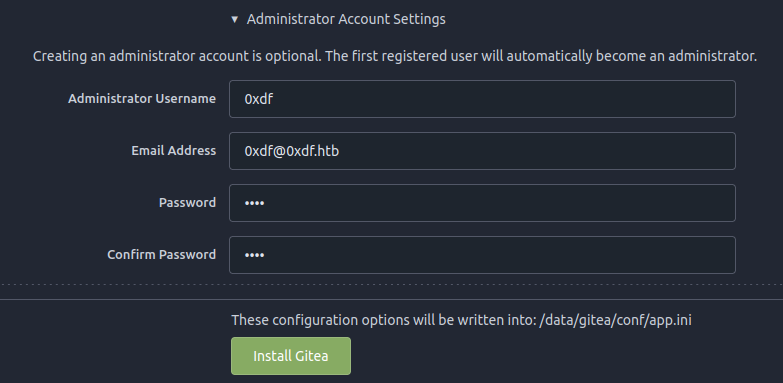 ▼ Administrator Account Settings
Creating an administrator account is optional. The first registered user will automatically become an administrator.
Administrator Username 0xdf
Email Address 0xdf@0xdf.htb
Password ••••
Confirm Password ••••
These configuration options will be written into: /data/gitea/conf/app.ini
Install Gitea